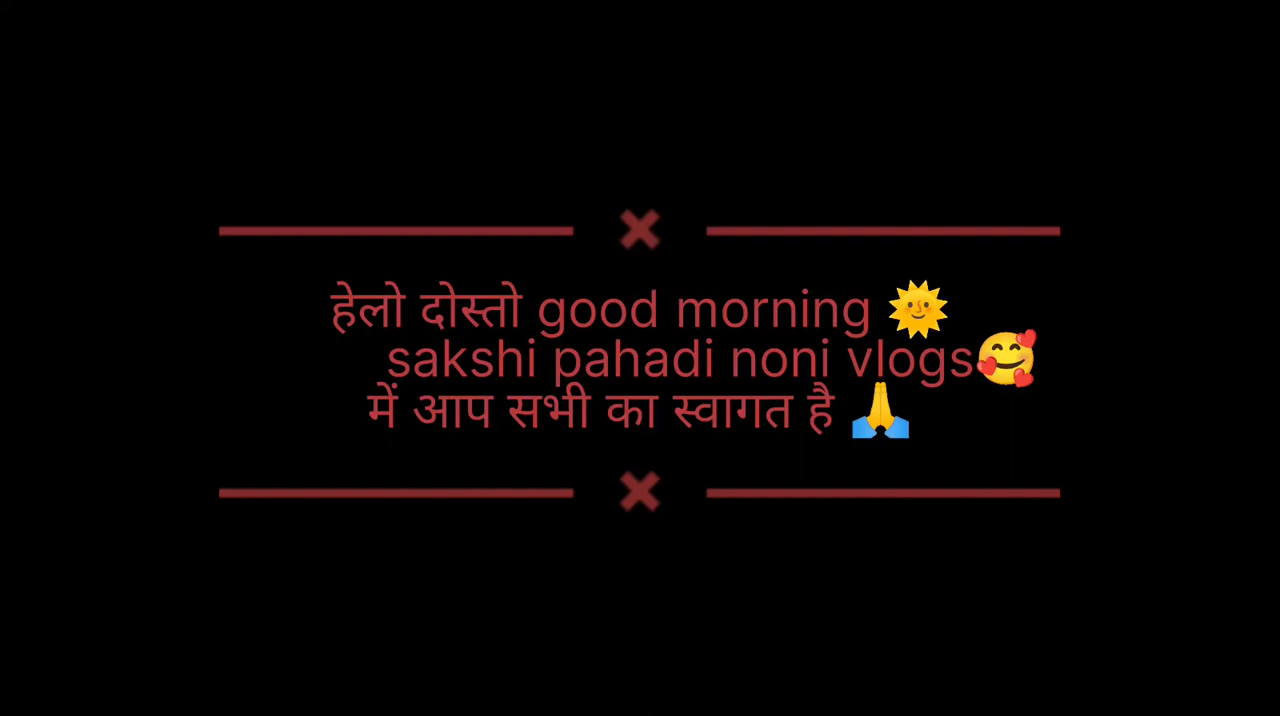 हेलो दोस्तो good morning 🌞
sakshi pahadi noni vlogs🥰
में आप सभी का स्वागत है 🙏